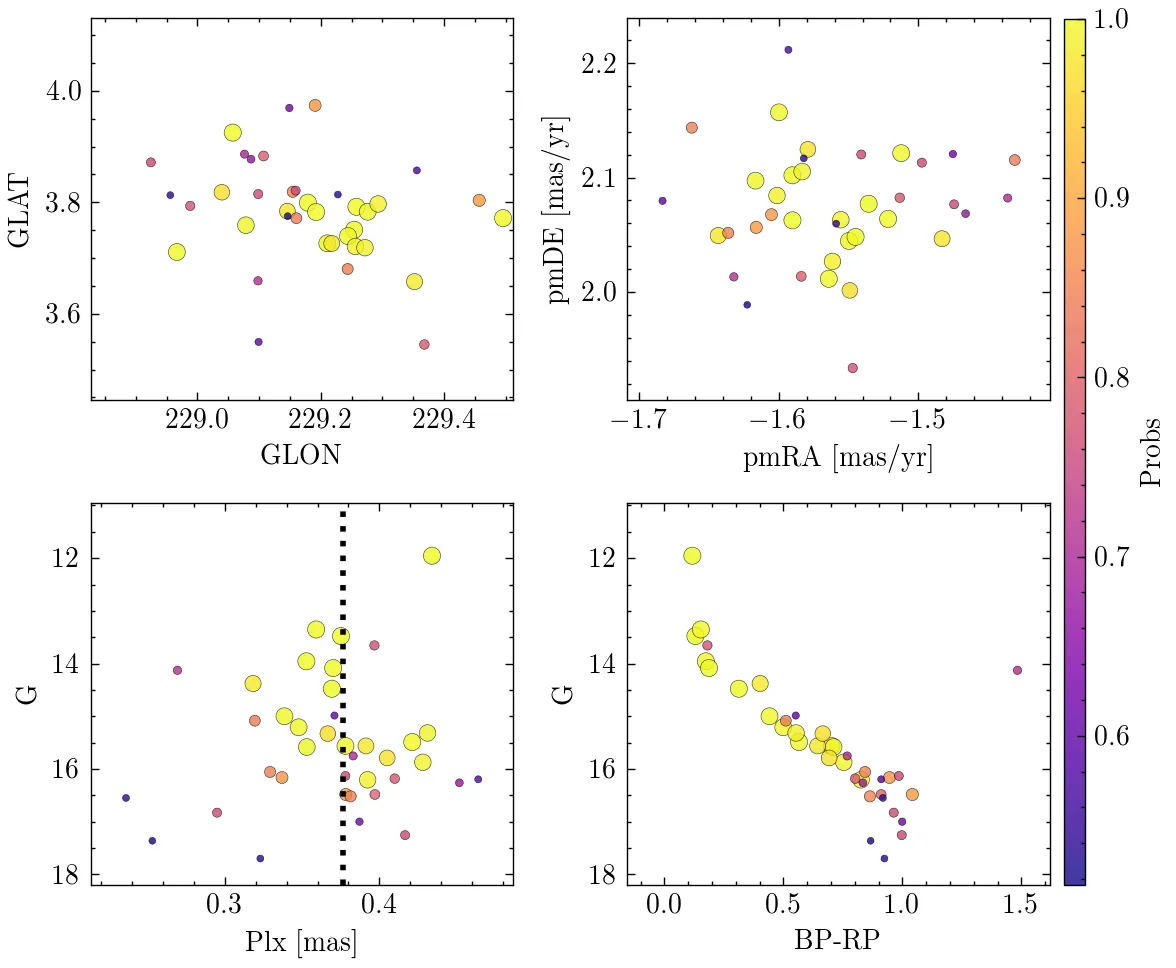 4.0
3.8
3.6
GLAT
229.0 229.2 229.4
GLON
2.2
2.1
2.0
pmDE [mas/yr]
−1.7 −1.6 −1.5
pmRA [mas/yr]
12
14
16
18
G
0.3 0.4
Plx [mas]
12
14
16
18
G
0.0 0.5 1.0 1.5
BP-RP
1.0
0.9
0.8
0.7
0.6
Probs